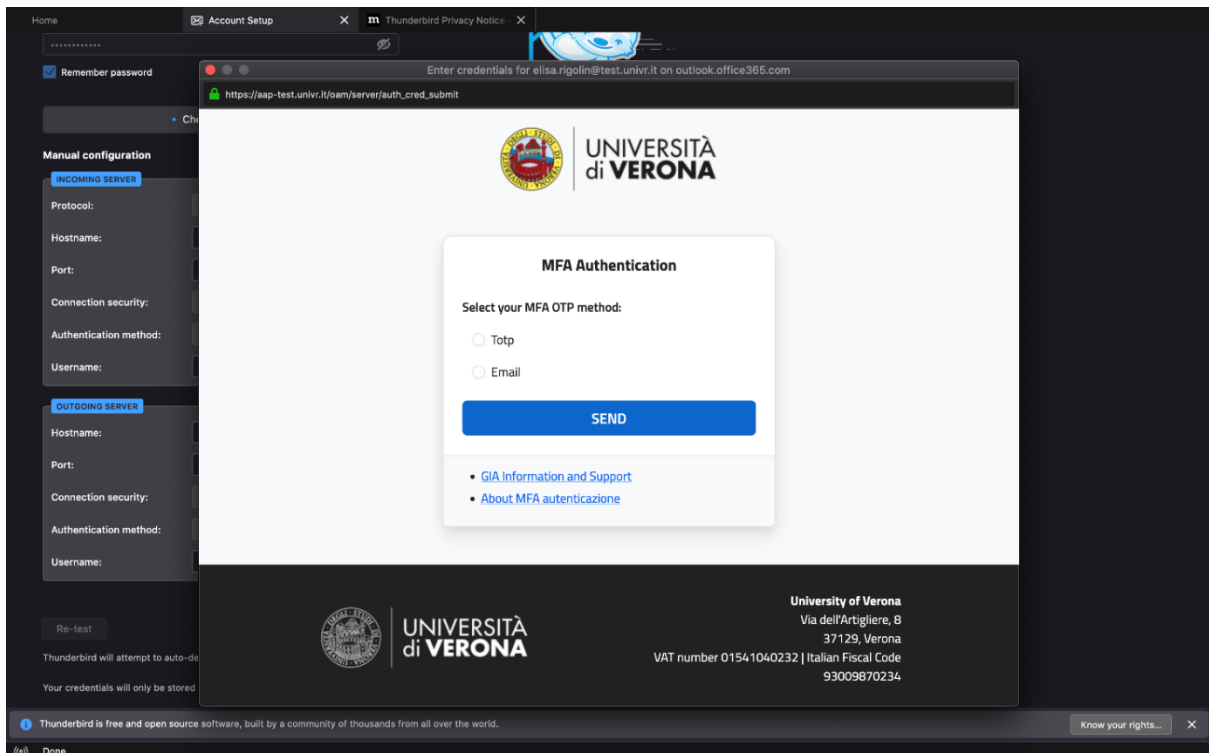 Home
Account Setup
m Thunderbird Privacy Notice
Remember password
Enter credentials for elisa.rigolin@test.univr.it on outlook.office365.com
https://aap-test.univr.it/oam/server/auth_cred_submit
UNIVERSITÀ
di VERONA
Manual configuration
INCOMING SERVER
Protocol:
Hostname:
Port:
Connection security:
Authentication method:
Username:
OUTGOING SERVER
Hostname:
Port:
Connection security:
Authentication method:
Username:
Re-test
Thunderbird will attempt to
Your credentials will only be stored
MFA Authentication
Select your MFA OTP method:
Totp
Email
SEND
GIA Information and Support
About MFA autenticazione
UNIVERSITÀ
di VERONA
University of Verona
Via dell'Artigliere, 8
37129, Verona
VAT number 01541040232 | Italian Fiscal Code
93009870234
Thunderbird is free and open source software, built by a community of thousands from all over the world.
Know your rights...
Done